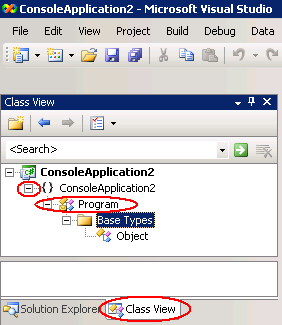 ConsoleApplication2 - Microsoft Visual Studio
File Edit View Project Build Debug Data
Class View
<Search>
ConsoleApplication2
{} ConsoleApplication2
Program
Base Types
Object
Solution Explorer Class View